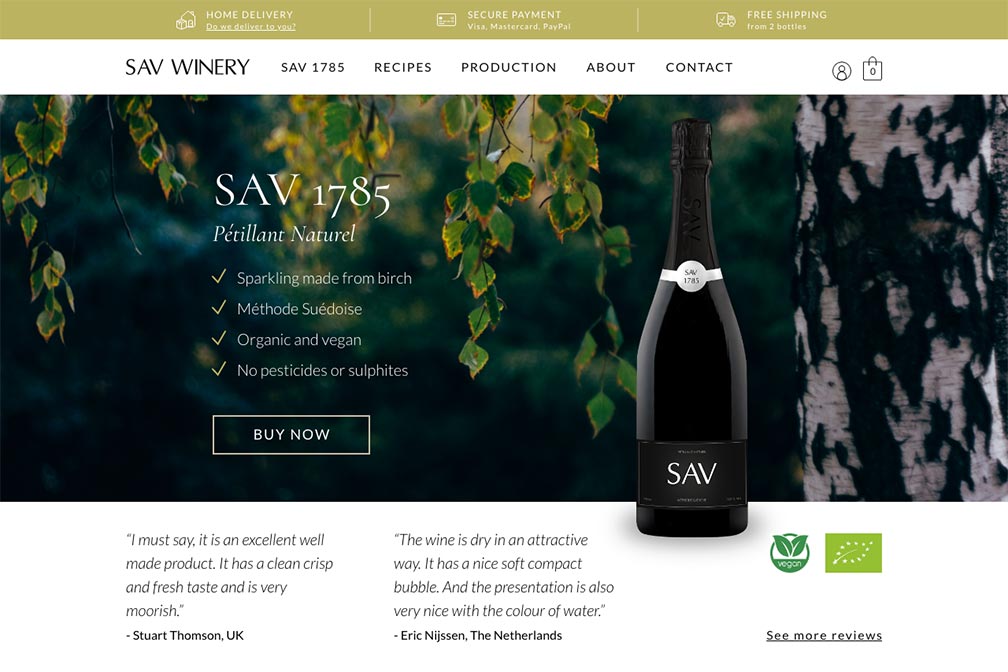 HOME DELIVERY
Do we deliver to you?
SECURE PAYMENT
Visa, Mastercard, PayPal
FREE SHIPPING
from 2 bottles
SAV WINERY
SAV 1785
RECIPES
PRODUCTION
ABOUT
CONTACT
0
SAV 1785
Pétillant Naturel
Sparkling made from birch
Méthode Suédoise
Organic and vegan
No pesticides or sulphites
BUY NOW
SAV
SAV
1785
SAV
“I must say, it is an excellent well
made product. It has a clean crisp
and fresh taste and is very
moorish.”
- Stuart Thomson, UK
“The wine is dry in an attractive
way. It has a nice soft compact
bubble. And the presentation is also
very nice with the colour of water.”
- Eric Nijssen, The Netherlands
vegan
See more reviews